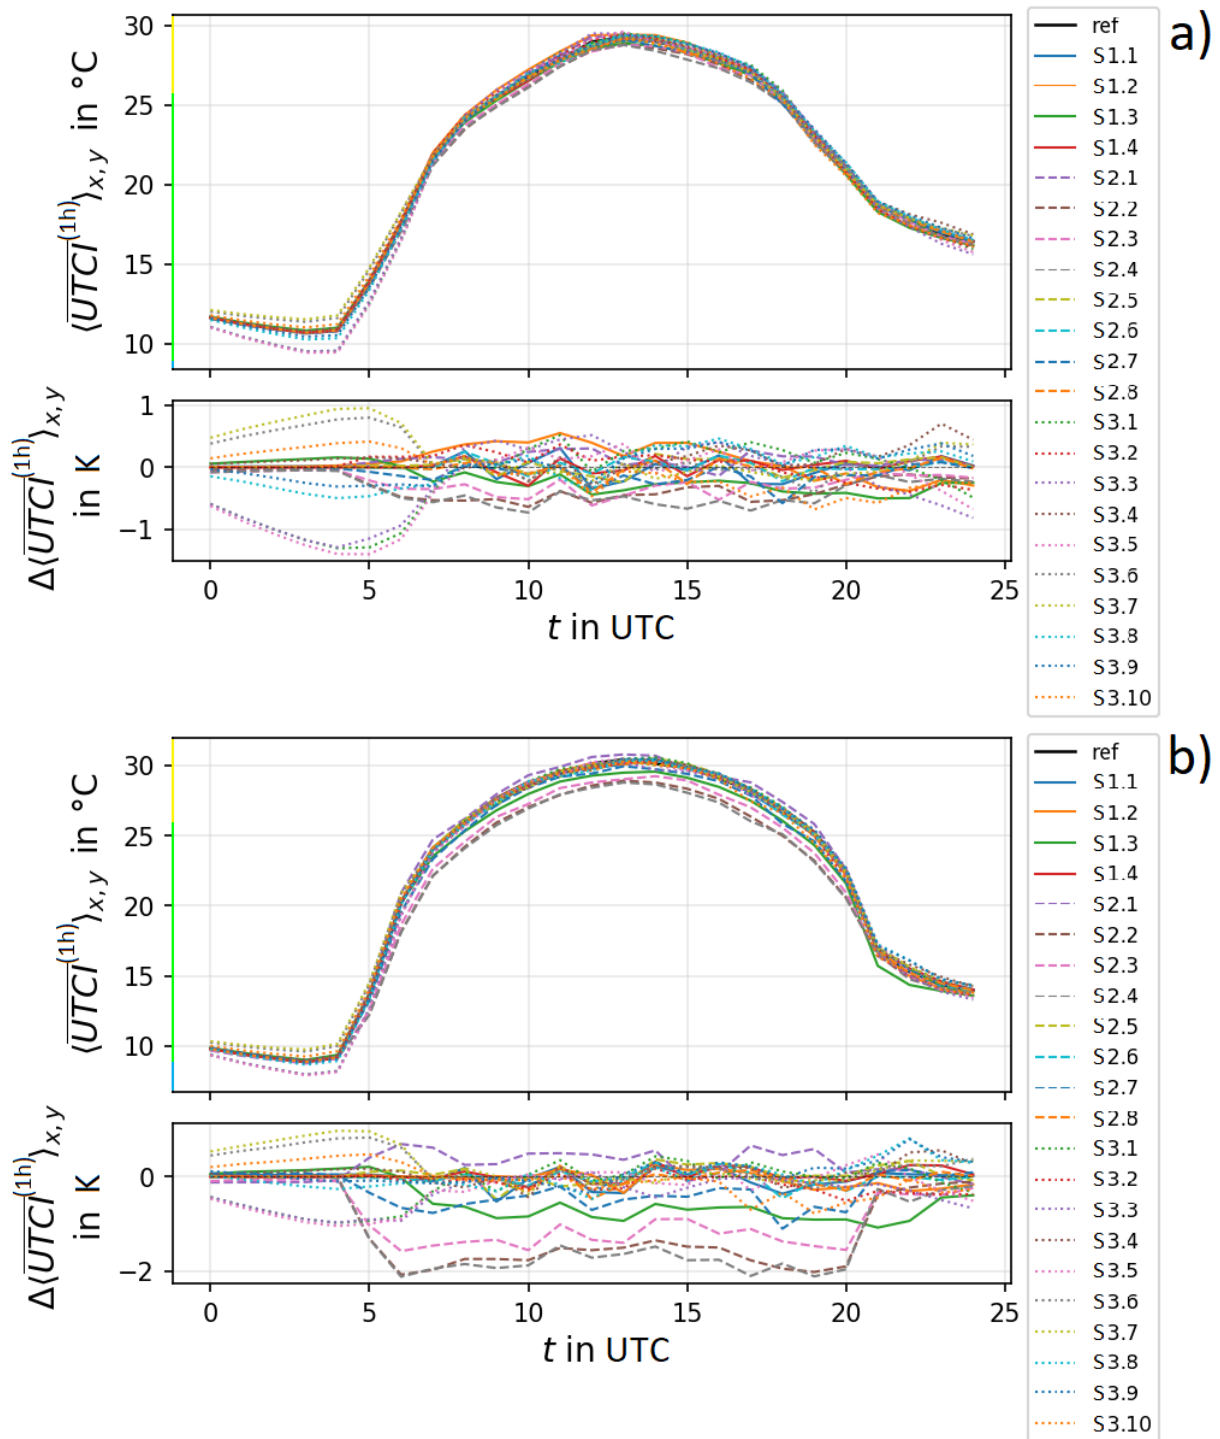 a)
⟨UTCI⟩x,y (1h) in °C
30
25
20
15
10
Δ⟨UTCI⟩x,y (1h) in K
1
0
−1
0 5 10 15 20 25
t in UTC
ref
S1.1
S1.2
S1.3
S1.4
S2.1
S2.2
S2.3
S2.4
S2.5
S2.6
S2.7
S2.8
S3.1
S3.2
S3.3
S3.4
S3.5
S3.6
S3.7
S3.8
S3.9
S3.10
b)
⟨UTCI⟩x,y (1h) in °C
30
25
20
15
10
Δ⟨UTCI⟩x,y (1h) in K
0
−2
0 5 10 15 20 25
t in UTC
ref
S1.1
S1.2
S1.3
S1.4
S2.1
S2.2
S2.3
S2.4
S2.5
S2.6
S2.7
S2.8
S3.1
S3.2
S3.3
S3.4
S3.5
S3.6
S3.7
S3.8
S3.9
S3.10